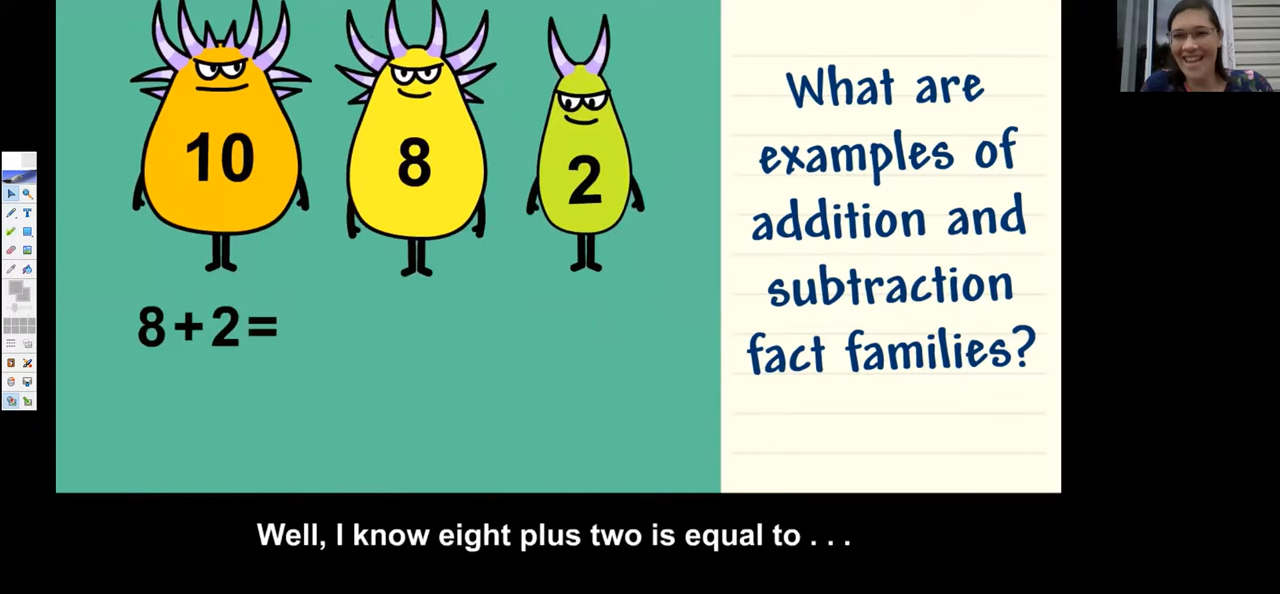 10 8 2
8+2=
What are
examples of
addition and
subtraction
fact families?
Well, I know eight plus two is equal to . . .